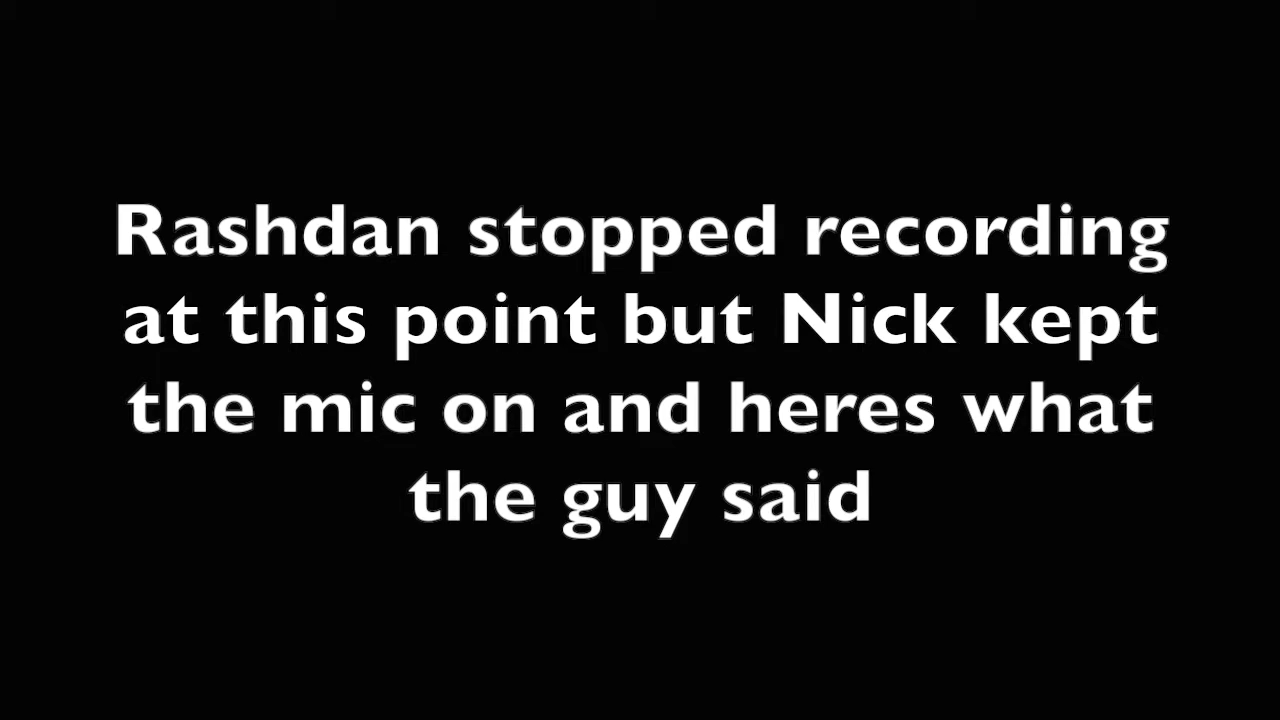 Rashdan stopped recording
at this point but Nick kept
the mic on and heres what
the guy said